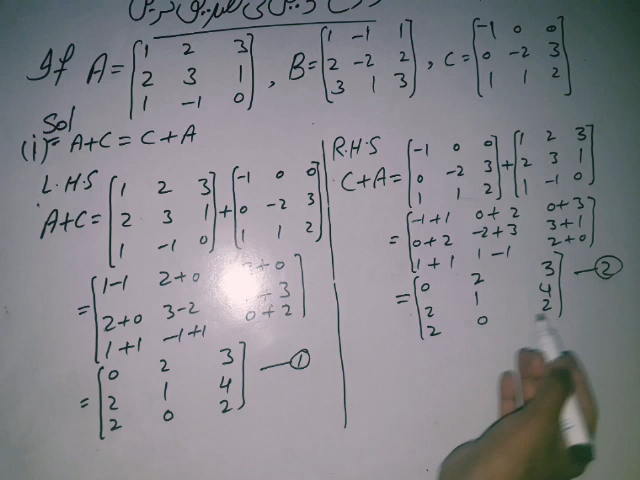 کی تصدیق کریں
If A = [1 2 3 2 3 1 1 -1 0], B = [1 -1 1 2 -2 2 3 1 3], C = [-1 0 0 0 -2 3 1 1 2]
Sol
(i) = A+C = C+A
L.H.S
A+C = [1 2 3 2 3 1 1 -1 0] + [-1 0 0 0 -2 3 1 1 2]
= [1-1 2+0 +0 2+0 3-2 +3 1+1 -1+1 0+2]
= [0 2 3 2 1 4 2 0 2] — ①
R.H.S
C+A = [-1 0 0 0 -2 3 1 1 2] + [1 2 3 2 3 1 1 -1 0]
= [-1+1 0+2 0+3 0+2 -2+3 3+1 1+1 1-1 2+0]
= [0 2 3 2 1 4 2 0 2] — ②